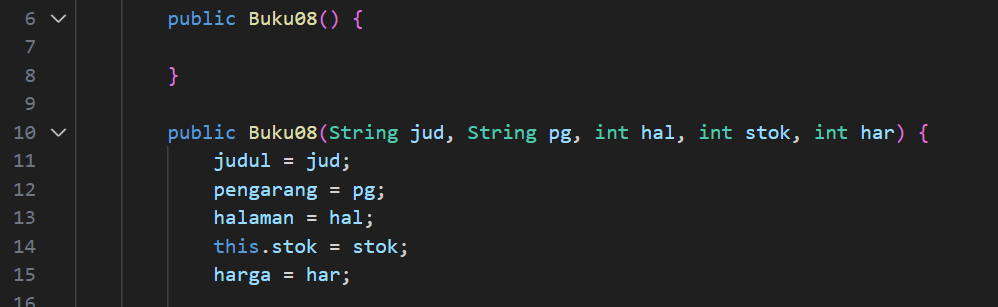 6 public Buku08() {
7
8 }
9
10 public Buku08(String jud, String pg, int hal, int stok, int har) {
11 judul = jud;
12 pengarang = pg;
13 halaman = hal;
14 this.stok = stok;
15 harga = har;
16